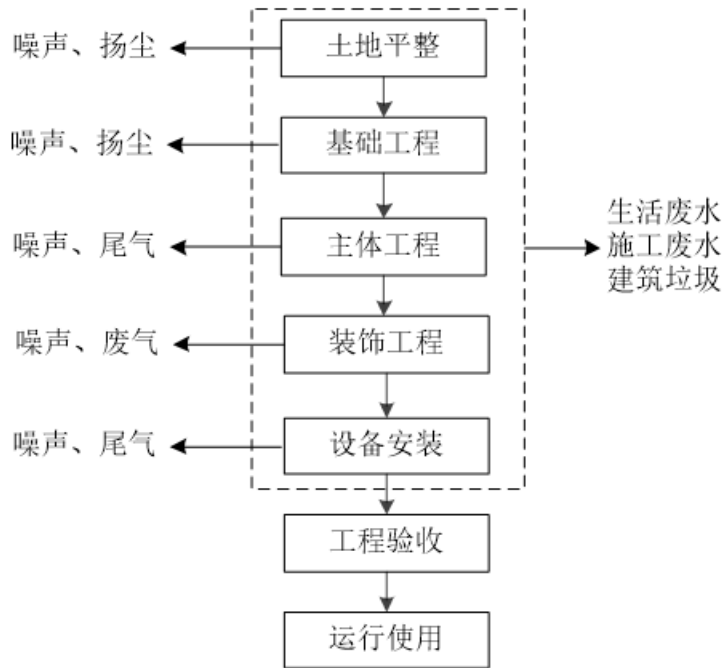 噪声、扬尘
土地平整
噪声、扬尘
基础工程
噪声、尾气
主体工程
生活废水
施工废水
建筑垃圾
噪声、废气
装饰工程
噪声、尾气
设备安装
工程验收
运行使用